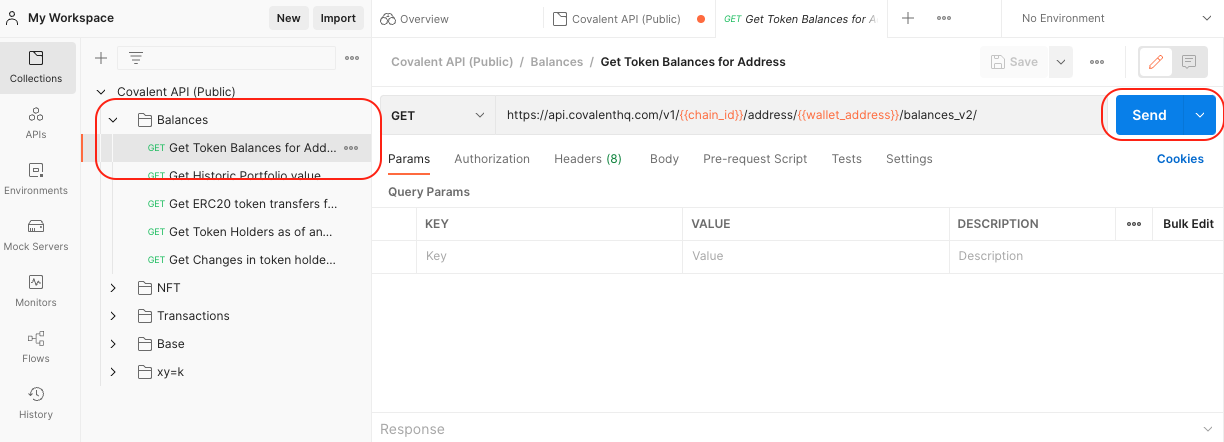 My Workspace
New
Import
Overview
Covalent API (Public)
GET Get Token Balances for A
No Environment
Collections
APIs
Environments
Mock Servers
Monitors
Flows
History
Covalent API (Public)
Balances
GET Get Token Balances for Add...
GET Get Historic Portfolio value
GET Get ERC20 token transfers f...
GET Get Token Holders as of an...
GET Get Changes in token holde...
NFT
Transactions
Base
xy=k
Covalent API (Public) / Balances / Get Token Balances for Address
Save
GET
https://api.covalenthq.com/v1/{{chain_id}}/address/{{wallet_address}}/balances_v2/
Send
Params
Authorization
Headers (8)
Body
Pre-request Script
Tests
Settings
Cookies
Query Params
KEY
VALUE
DESCRIPTION
Bulk Edit
Key
Value
Description
Response